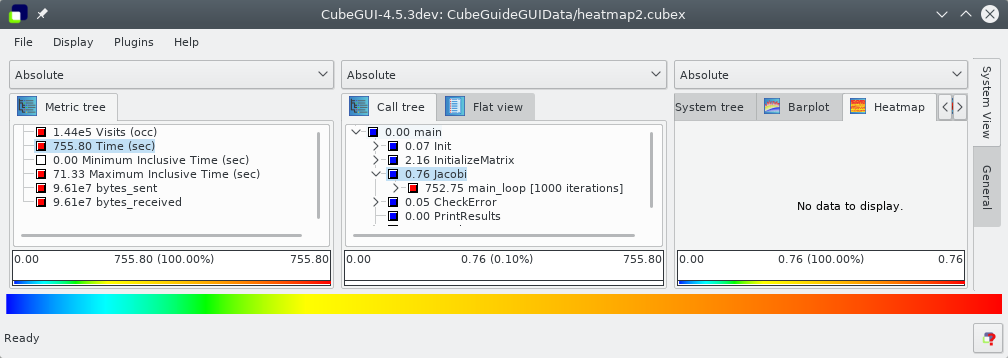 CubeGUI-4.5.3dev: CubeGuideGUIData/heatmap2.cubex
File Display Plugins Help
Absolute Absolute Absolute
Metric tree Call tree Flat view System tree Barplot Heatmap
1.44e5 Visits (occ)
755.80 Time (sec)
0.00 Minimum Inclusive Time (sec)
71.33 Maximum Inclusive Time (sec)
9.61e7 bytes_sent
9.61e7 bytes_received
0.00 main
0.07 Init
2.16 InitializeMatrix
0.76 Jacobi
752.75 main_loop [1000 iterations]
0.05 CheckError
0.00 PrintResults
No data to display.
System View
General
0.00 755.80 (100.00%) 755.80
0.00 0.76 (0.10%) 755.80
0.00 0.76 (100.00%) 0.76
Ready